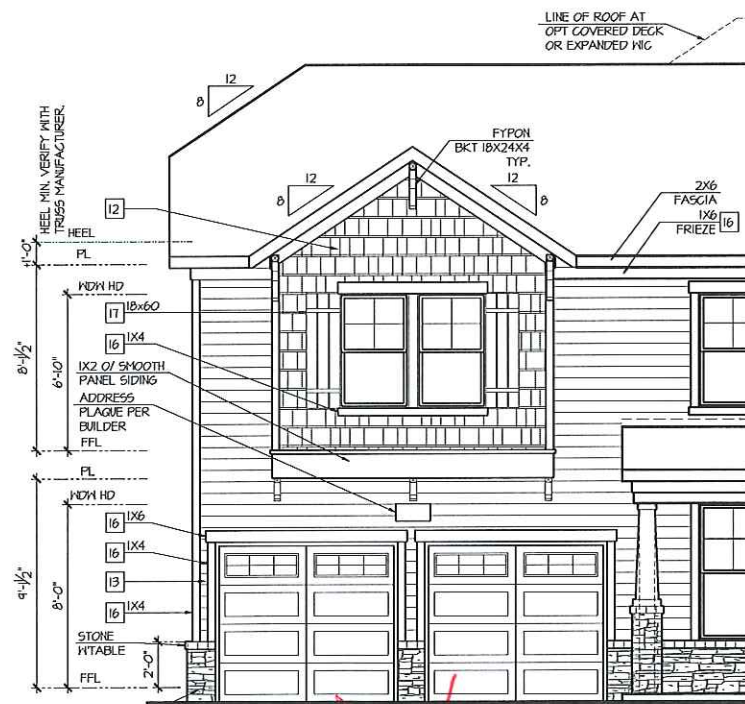 LINE OF ROOF AT
OPT COVERED DECK
OR EXPANDED WIC
12
8
HEEL MIN. VERIFY WITH
TRUSS MANUFACTURER.
FYPON
BKT 18X24X4
TYP.
12
8
12
8
2X6
FASCIA
1X6
FRIEZE 16
12
HEEL
1'-0"
PL
WDW HD
17 18x60
16 1X4
8'-1/2"
6'-10"
1X2 O/ SMOOTH
PANEL SIDING
ADDRESS
PLAQUE PER
BUILDER
FFL
PL
WDW HD
16 1X6
16 1X4
13
16 1X4
9'-1/2"
8'-0"
STONE
WTABLE
2'-0"
FFL